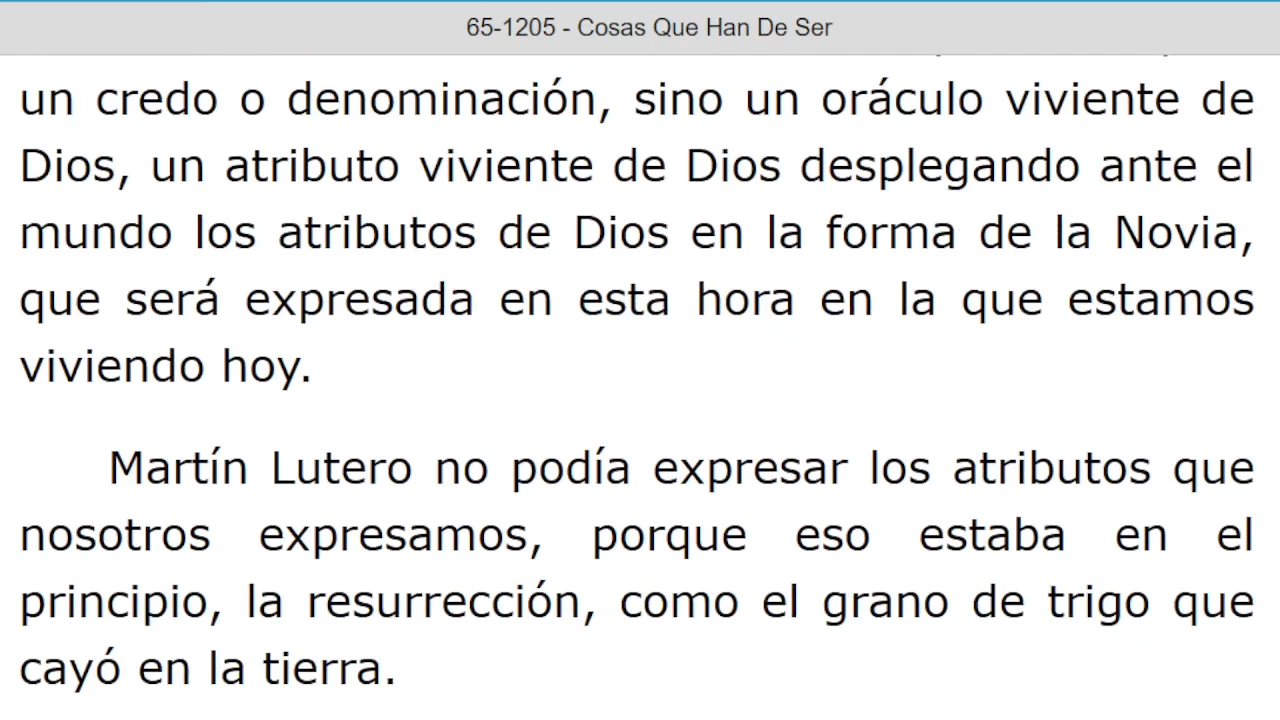 65-1205 - Cosas Que Han De Ser
un credo o denominación, sino un oráculo viviente de
Dios, un atributo viviente de Dios desplegando ante el
mundo los atributos de Dios en la forma de la Novia,
que será expresada en esta hora en la que estamos
viviendo hoy.
Martín Lutero no podía expresar los atributos que
nosotros expresamos, porque eso estaba en el
principio, la resurrección, como el grano de trigo que
cayó en la tierra.